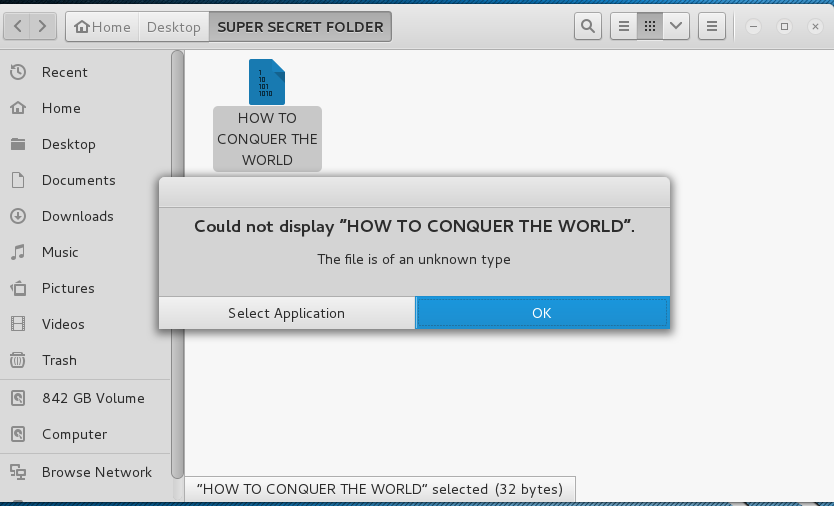 Home Desktop SUPER SECRET FOLDER
Recent
Home
Desktop
Documents
Downloads
Music
Pictures
Videos
Trash
842 GB Volume
Computer
Browse Network
1
10
101
1010
HOW TO
CONQUER THE
WORLD
Could not display “HOW TO CONQUER THE WORLD”.
The file is of an unknown type
Select Application OK
“HOW TO CONQUER THE WORLD” selected (32 bytes)